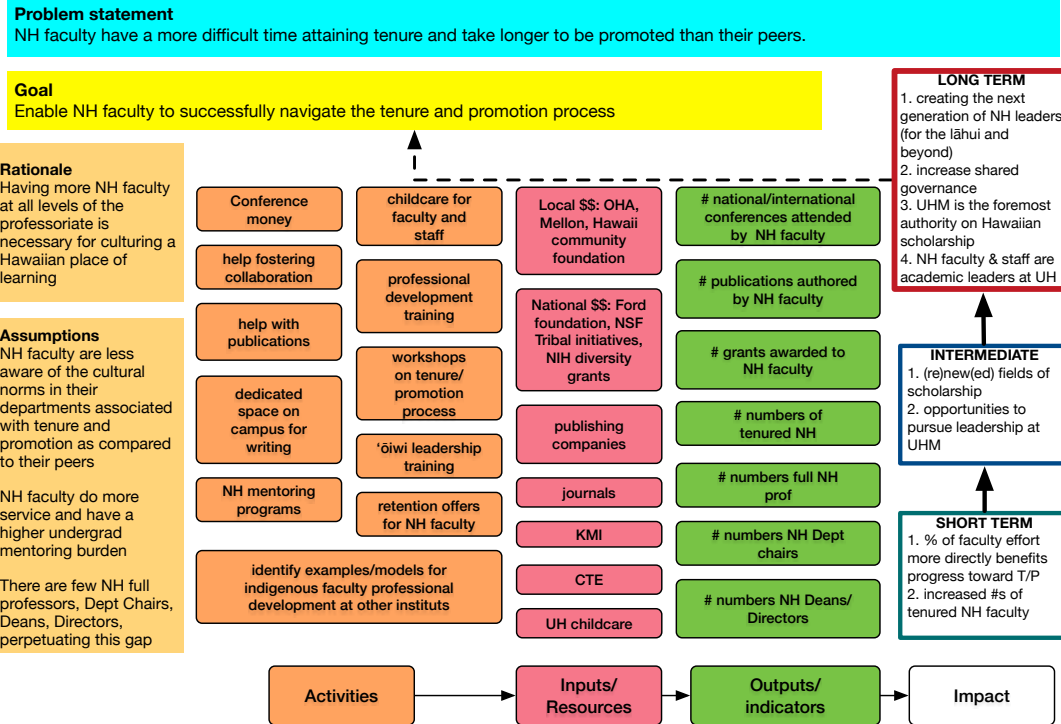 Problem statement
NH faculty have a more difficult time attaining tenure and take longer to be promoted than their peers.
Goal
Enable NH faculty to successfully navigate the tenure and promotion process
Rationale
Having more NH faculty
at all levels of the
professoriate is
necessary for culturing a
Hawaiian place of
learning
Assumptions
NH faculty are less
aware of the cultural
norms in their
departments associated
with tenure and
promotion as compared
to their peers
NH faculty do more
service and have a
higher undergrad
mentoring burden
There are few NH full
professors, Dept Chairs,
Deans, Directors,
perpetuating this gap
Conference
money
help fostering
collaboration
help with
publications
dedicated
space on
campus for
writing
NH mentoring
programs
childcare for
faculty and
staff
professional
development
training
workshops
on tenure/
promotion
process
ʻōiwi leadership
training
retention offers
for NH faculty
identify examples/models for
indigenous faculty professional
development at other instituts
Local $$: OHA,
Mellon, Hawaii
community
foundation
National $$: Ford
foundation, NSF
Tribal initiatives,
NIH diversity
grants
publishing
companies
journals
KMI
CTE
UH childcare
# national/international
conferences attended
by NH faculty
# publications authored
by NH faculty
# grants awarded to
NH faculty
# numbers of
tenured NH
# numbers full NH
prof
# numbers NH Dept
chairs
# numbers NH Deans/
Directors
LONG TERM
1. creating the next
generation of NH leaders
(for the lāhui and
beyond)
2. increase shared
governance
3. UHM is the foremost
authority on Hawaiian
scholarship
4. NH faculty & staff are
academic leaders at UH
INTERMEDIATE
1. (re)new(ed) fields of
scholarship
2. opportunities to
pursue leadership at
UHM
SHORT TERM
1. % of faculty effort
more directly benefits
progress toward T/P
2. increased #s of
tenured NH faculty
Activities
Inputs/
Resources
Outputs/
indicators
Impact